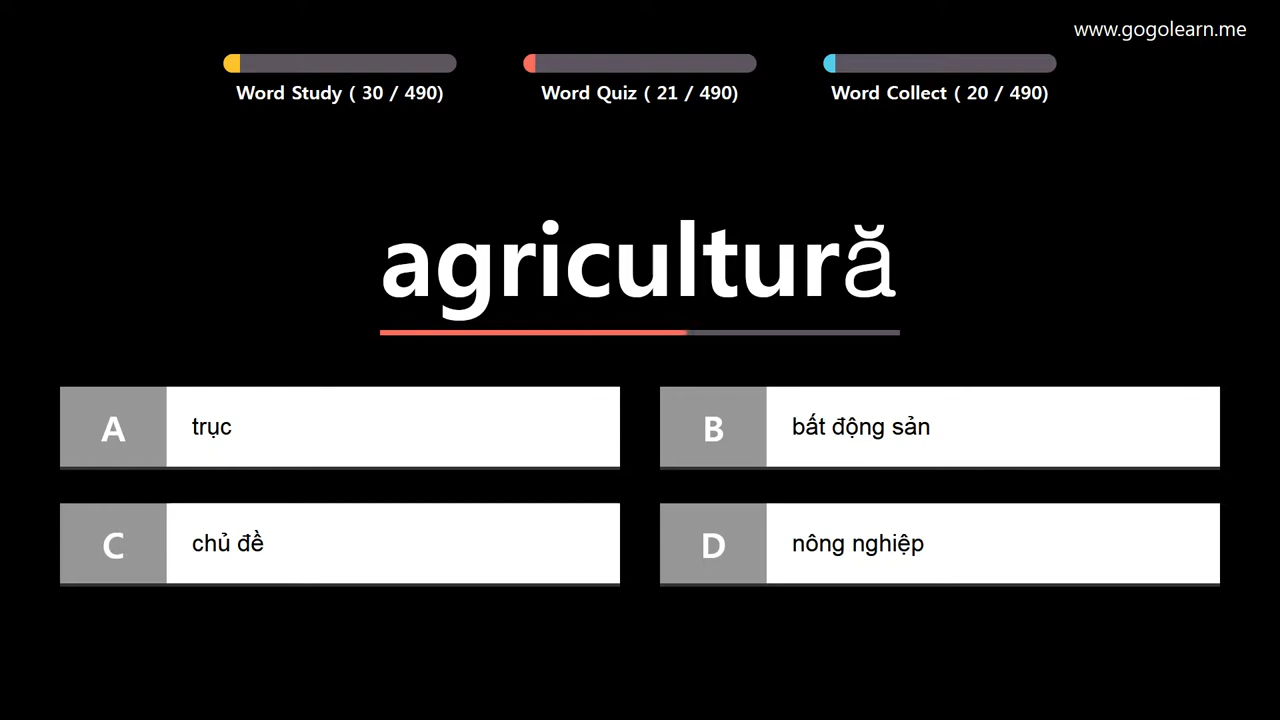 www.gogolearn.me
Word Study ( 30 / 490)
Word Quiz ( 21 / 490)
Word Collect ( 20 / 490)
agricultură
A
trục
B
bất động sản
C
chủ đề
D
nông nghiệp